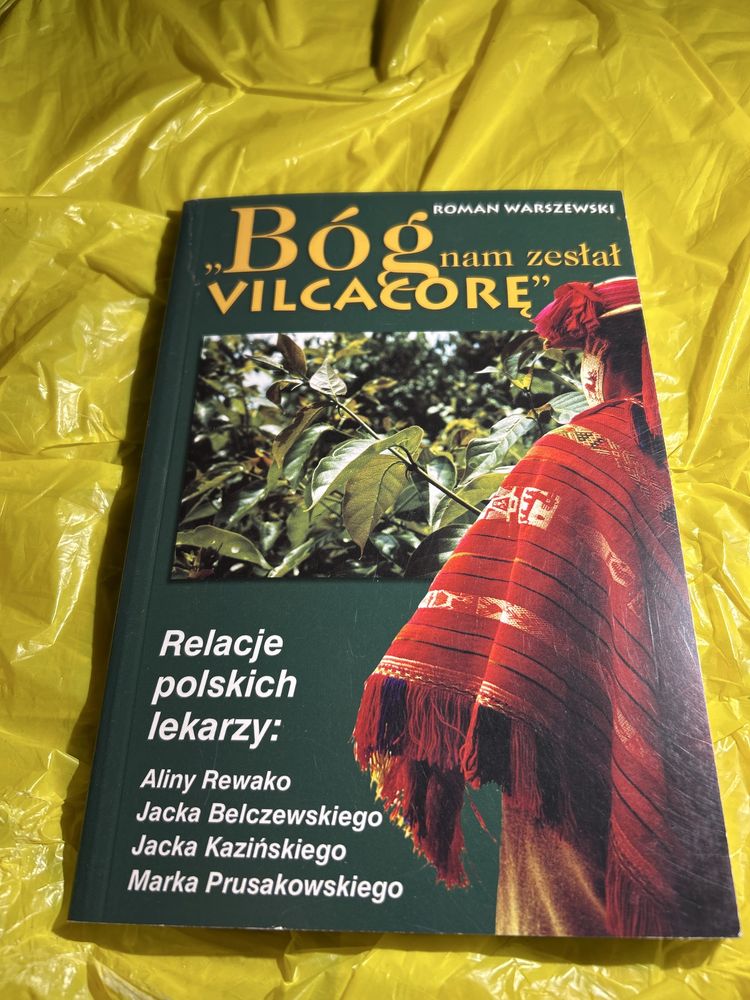 ROMAN WARSZEWSKI
„Bóg nam zesłał
VILCACORĘ”
Relacje
polskich
lekarzy:
Aliny Rewako
Jacka Belczewskiego
Jacka Kazińskiego
Marka Prusakowskiego